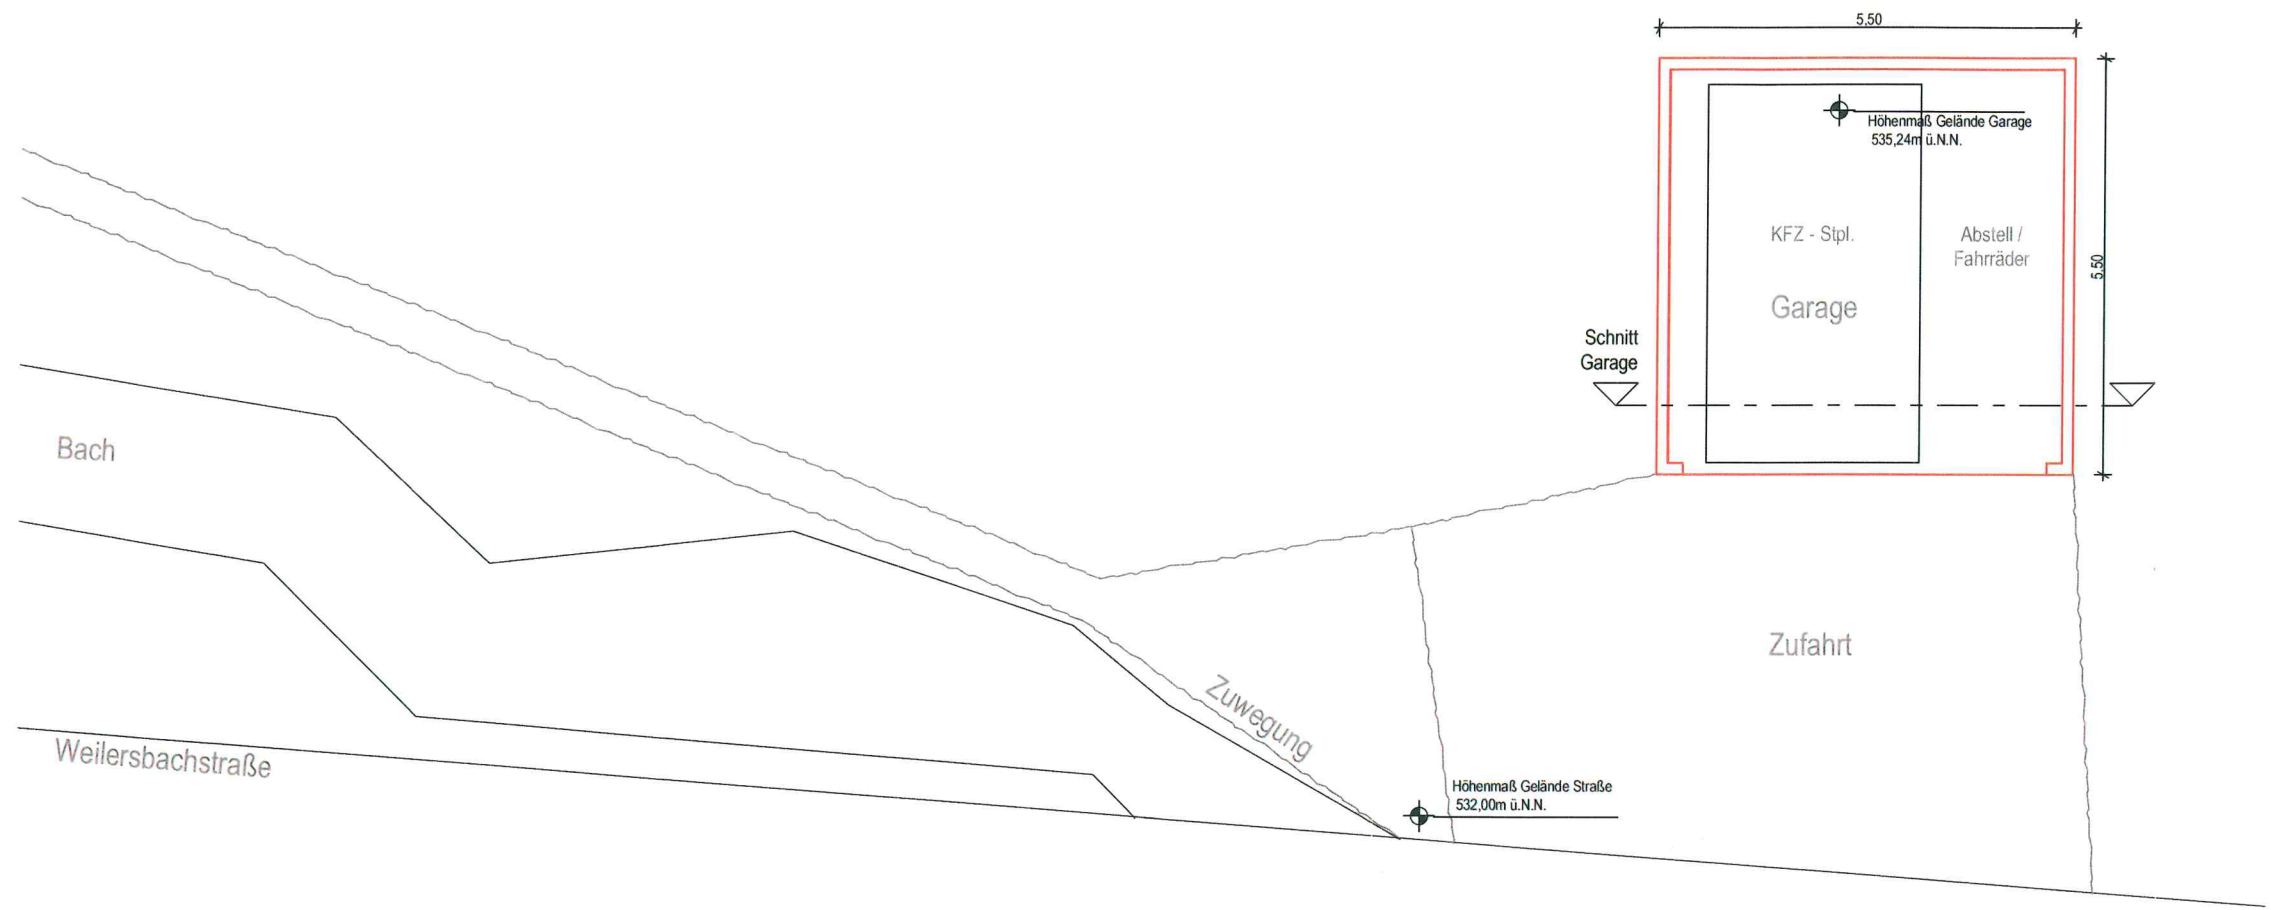 5,50
Höhenmaß Gelände Garage
535,24m ü.N.N.
KFZ - Stpl.
Abstell /
Fahrräder
5,50
Garage
Schnitt
Garage
Bach
Zufahrt
Zuwegung
Weilersbachstraße
Höhenmaß Gelände Straße
532,00m ü.N.N.